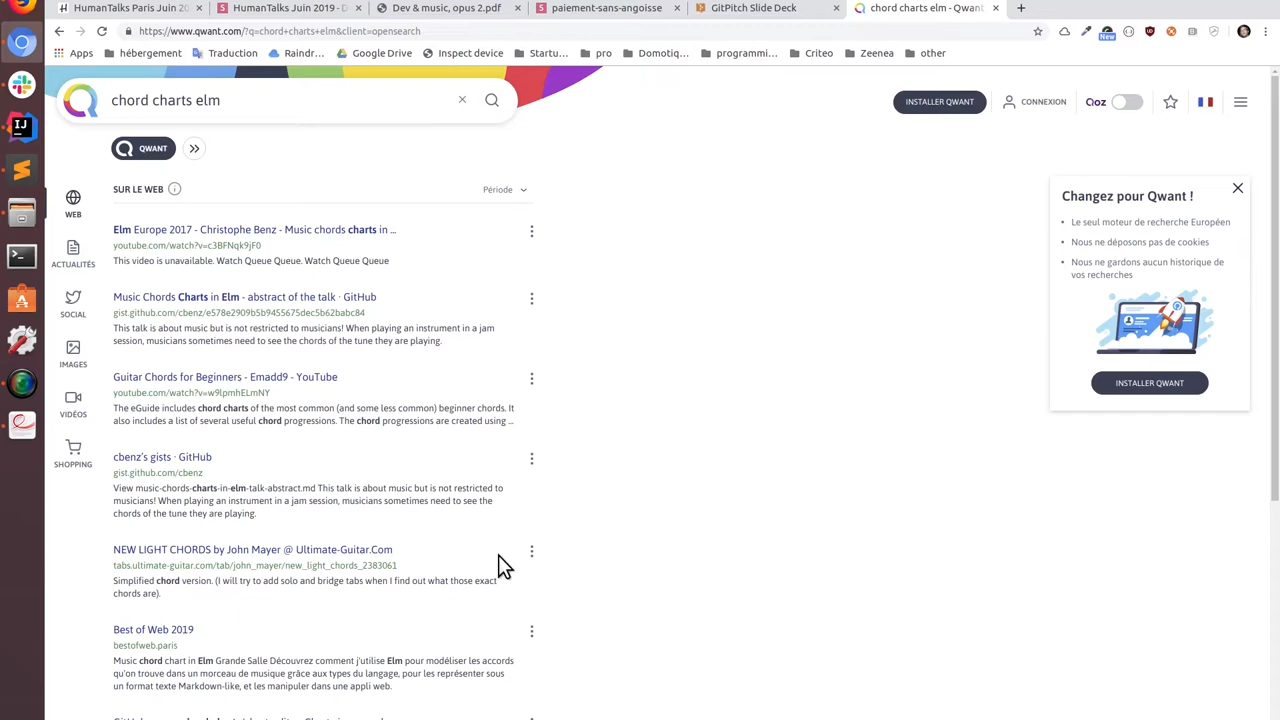 HumanTalks Paris Juin 20
HumanTalks Juin 2019 - D
Dev & music, opus 2.pdf
paiement-sans-angoisse
GitPitch Slide Deck
chord charts elm - Qwant
https://www.qwant.com/?q=chord+charts+elm&client=opensearch
New
Apps
hébergement
Traduction
Raindr...
Google Drive
Inspect device
Startu...
pro
Domotiq...
programmi...
Criteo
Zeenea
other
chord charts elm
INSTALLER QWANT
CONNEXION
QWANT
SUR LE WEB
Période
WEB
ACTUALITÉS
SOCIAL
IMAGES
VIDÉOS
SHOPPING
Elm Europe 2017 - Christophe Benz - Music chords charts in ...
youtube.com/watch?v=c3BFNqk9jF0
This video is unavailable. Watch Queue Queue. Watch Queue Queue
Music Chords Charts in Elm - abstract of the talk · GitHub
gist.github.com/cbenz/e578e2909b5b9455675dec5b62babc84
This talk is about music but is not restricted to musicians! When playing an instrument in a jam
session, musicians sometimes need to see the chords of the tune they are playing.
Guitar Chords for Beginners - Emadd9 - YouTube
youtube.com/watch?v=w9lpmhELmNY
The eGuide includes chord charts of the most common (and some less common) beginner chords. It
also includes a list of several useful chord progressions. The chord progressions are created using ...
cbenz's gists · GitHub
gist.github.com/cbenz
View music-chords-charts-in-elm-talk-abstract.md This talk is about music but is not restricted to
musicians! When playing an instrument in a jam session, musicians sometimes need to see the
chords of the tune they are playing.
NEW LIGHT CHORDS by John Mayer @ Ultimate-Guitar.Com
tabs.ultimate-guitar.com/tab/john_mayer/new_light_chords_2383061
Simplified chord version. (I will try to add solo and bridge tabs when I find out what those exact
chords are).
Best of Web 2019
bestofweb.paris
Music chord chart in Elm Grande Salle Découvrez comment j'utilise Elm pour modéliser les accords
qu'on trouve dans un morceau de musique grâce aux types du langage, pour les représenter sous
un format texte Markdown-like, et les manipuler dans une appli web.
Changez pour Qwant !
Le seul moteur de recherche Européen
Nous ne déposons pas de cookies
Nous ne gardons aucun historique de
vos recherches
INSTALLER QWANT